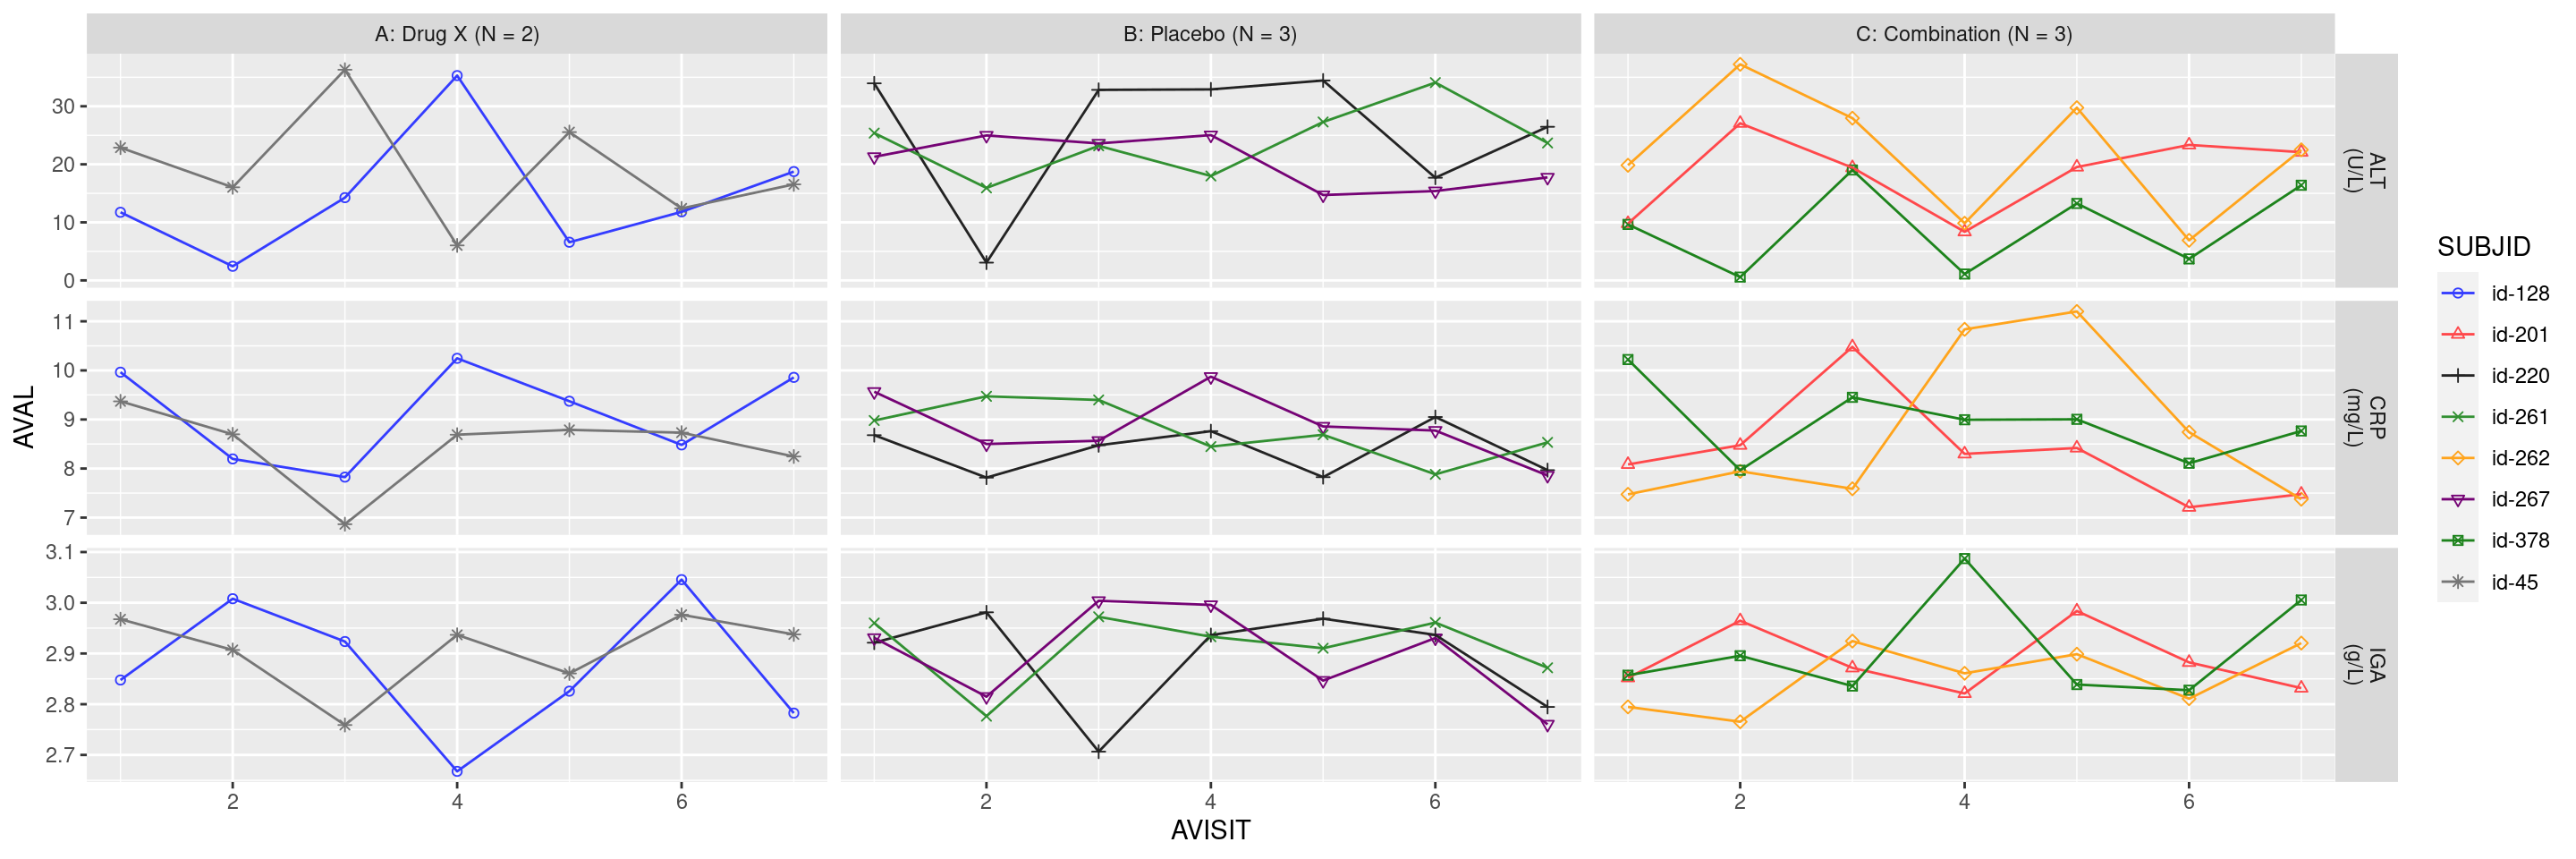 A: Drug X (N = 2)
B: Placebo (N = 3)
C: Combination (N = 3)
30
20
10
0
ALT
(U/L)
11
10
9
8
7
CRP
(mg/L)
3.1
3.0
2.9
2.8
2.7
IGA
(g/L)
AVAL
2 4 6
2 4 6
2 4 6
AVISIT
SUBJID
id-128
id-201
id-220
id-261
id-262
id-267
id-378
id-45